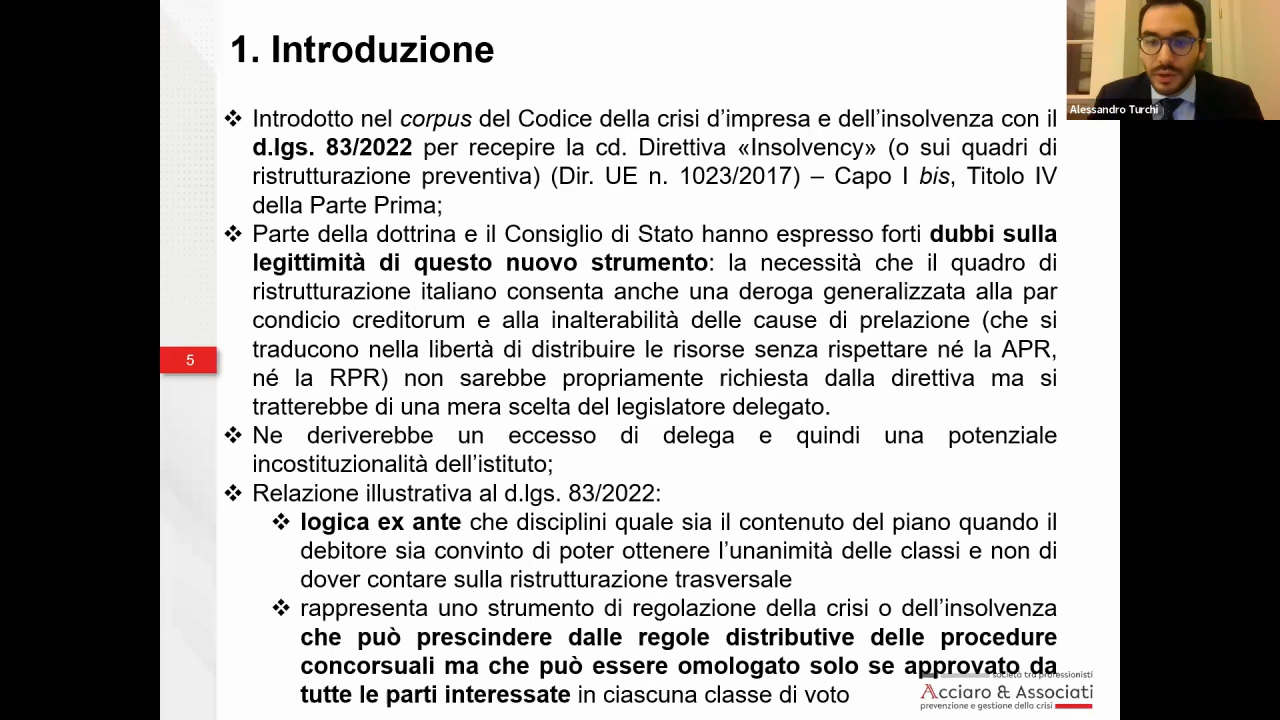 1. Introduzione
Alessandro Turchi
❖ Introdotto nel corpus del Codice della crisi d'impresa e dell'insolvenza con il
d.lgs. 83/2022 per recepire la cd. Direttiva «Insolvency» (o sui quadri di
ristrutturazione preventiva) (Dir. UE n. 1023/2017) – Capo I bis, Titolo IV
della Parte Prima;
❖ Parte della dottrina e il Consiglio di Stato hanno espresso forti dubbi sulla
legittimità di questo nuovo strumento: la necessità che il quadro di
ristrutturazione italiano consenta anche una deroga generalizzata alla par
condicio creditorum e alla inalterabilità delle cause di prelazione (che si
traducono nella libertà di distribuire le risorse senza rispettare né la APR,
né la RPR) non sarebbe propriamente richiesta dalla direttiva ma si
tratterebbe di una mera scelta del legislatore delegato.
❖ Ne deriverebbe un eccesso di delega e quindi una potenziale
incostituzionalità dell'istituto;
❖ Relazione illustrativa al d.lgs. 83/2022:
❖ logica ex ante che disciplini quale sia il contenuto del piano quando il
debitore sia convinto di poter ottenere l'unanimità delle classi e non di
dover contare sulla ristrutturazione trasversale
❖ rappresenta uno strumento di regolazione della crisi o dell'insolvenza
che può prescindere dalle regole distributive delle procedure
concorsuali ma che può essere omologato solo se approvato da
tutte le parti interessate in ciascuna classe di voto
5
società tra professionisti
Acciaro & Associati
prevenzione e gestione della crisi